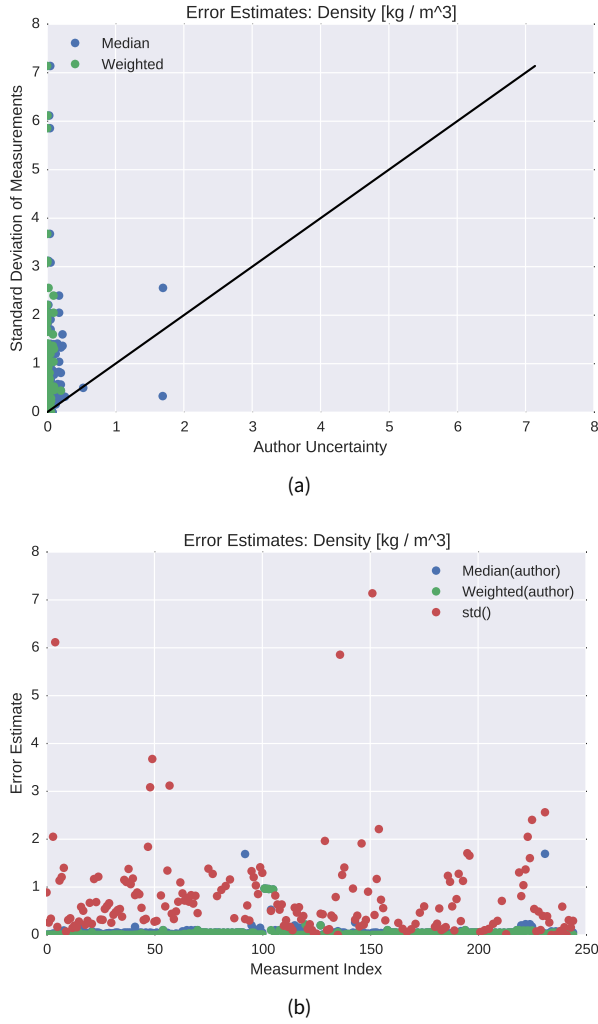 Error Estimates: Density [kg / m^3]
8
7
6
5
4
3
2
1
0
Standard Deviation of Measurements
Median
Weighted
0 1 2 3 4 5 6 7 8
Author Uncertainty
(a)
Error Estimates: Density [kg / m^3]
8
7
6
5
4
3
2
1
0
Error Estimate
Median(author)
Weighted(author)
std()
0 50 100 150 200 250
Measurment Index
(b)